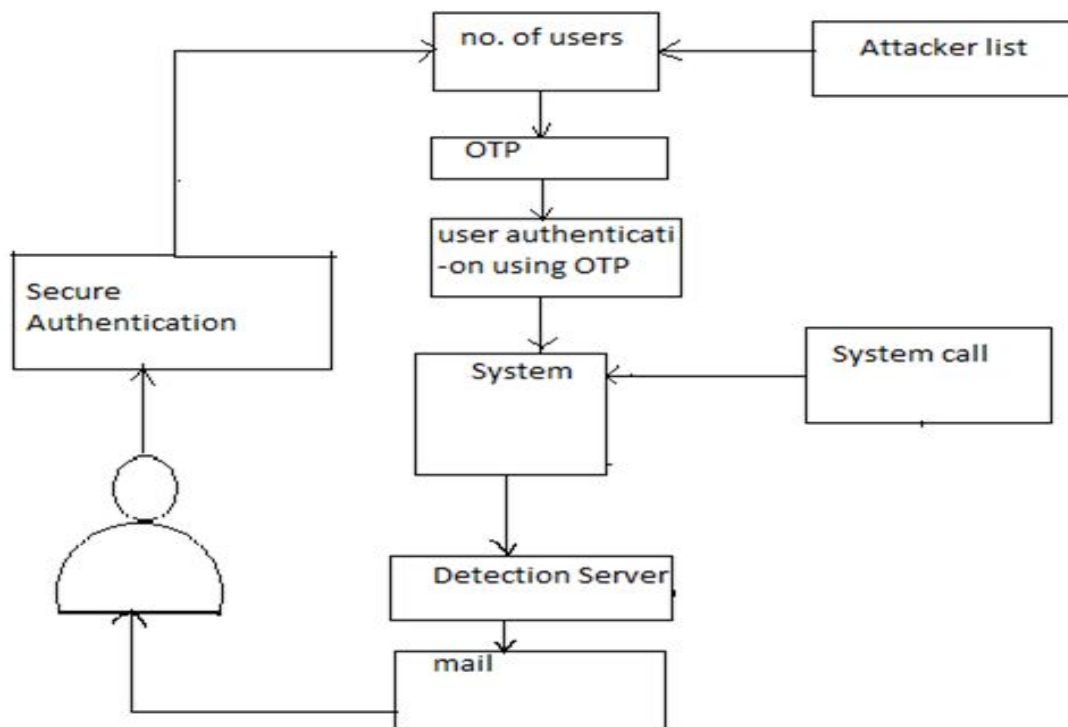 no. of users
Attacker list
OTP
user authenticati
-on using OTP
Secure
Authentication
System
System call
Detection Server
mail